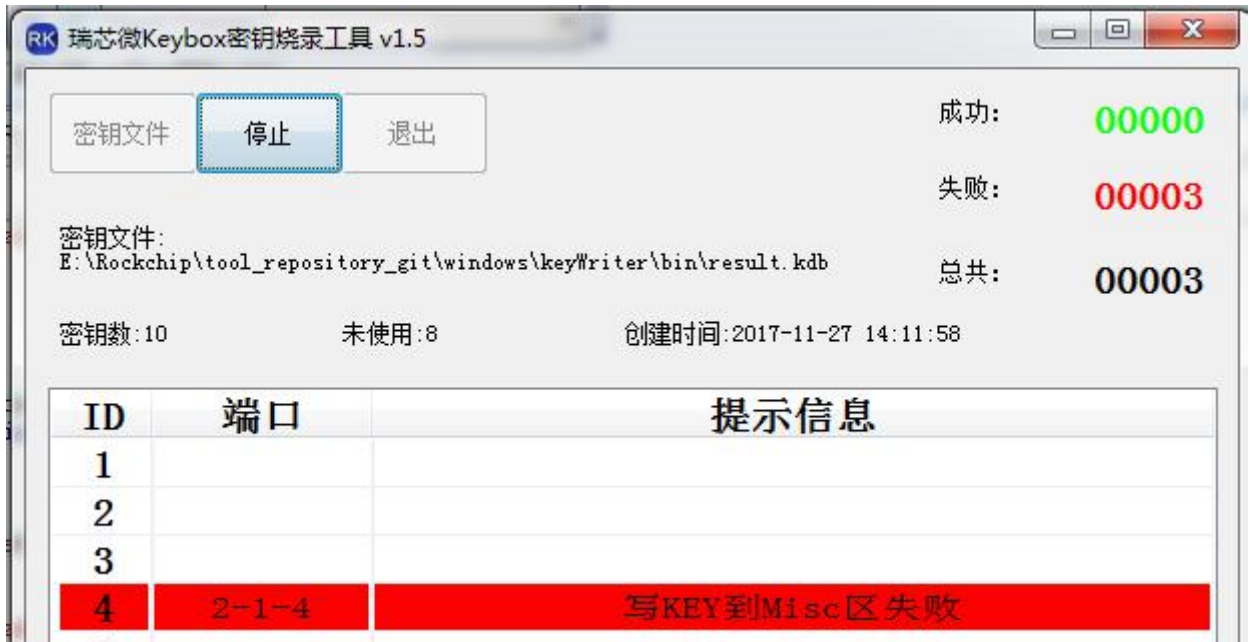 RK 瑞芯微Keybox密钥烧录工具 v1.5
密钥文件 停止 退出
成功: 00000
失败: 00003
密钥文件:
E:\Rockchip\tool_repository_git\windows\keyWriter\bin\result.kdb
总共: 00003
密钥数:10 未使用:8 创建时间:2017-11-27 14:11:58
ID 端口 提示信息
1
2
3
4 2-1-4 写KEY到Misc区失败